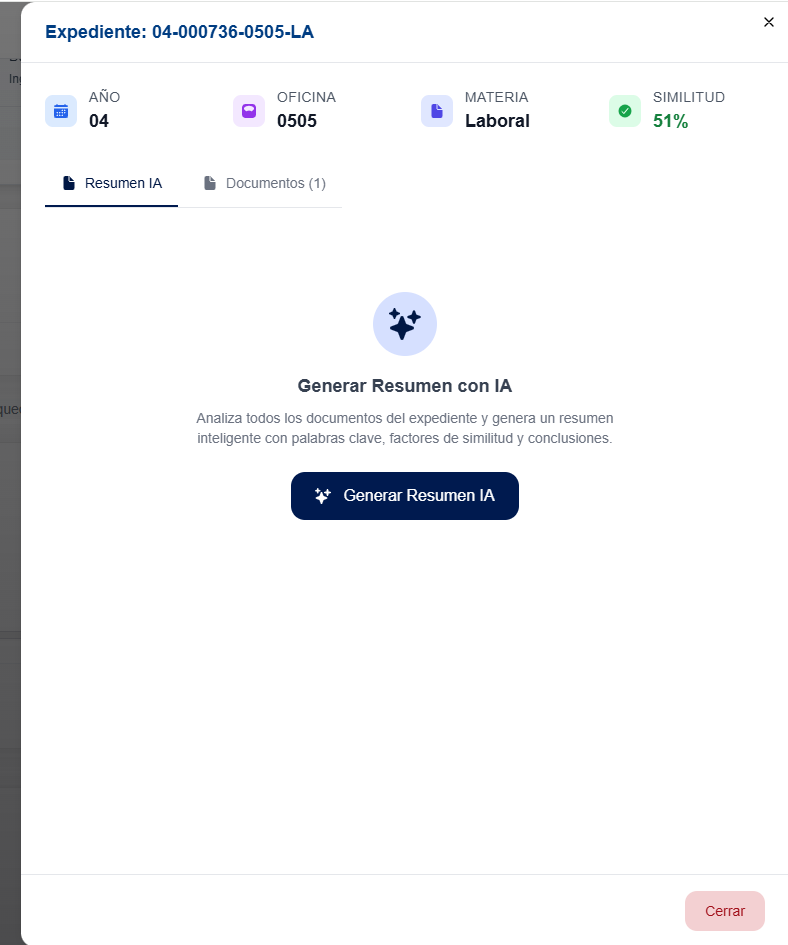 Expediente: 04-000736-0505-LA
AÑO
04
OFICINA
0505
MATERIA
Laboral
SIMILITUD
51%
Resumen IA
Documentos (1)
Generar Resumen con IA
Analiza todos los documentos del expediente y genera un resumen
inteligente con palabras clave, factores de similitud y conclusiones.
Generar Resumen IA
Cerrar